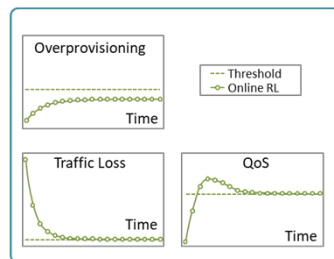 Overprovisioning
Time
Threshold
Online RL
Traffic Loss
Time
QoS
Time